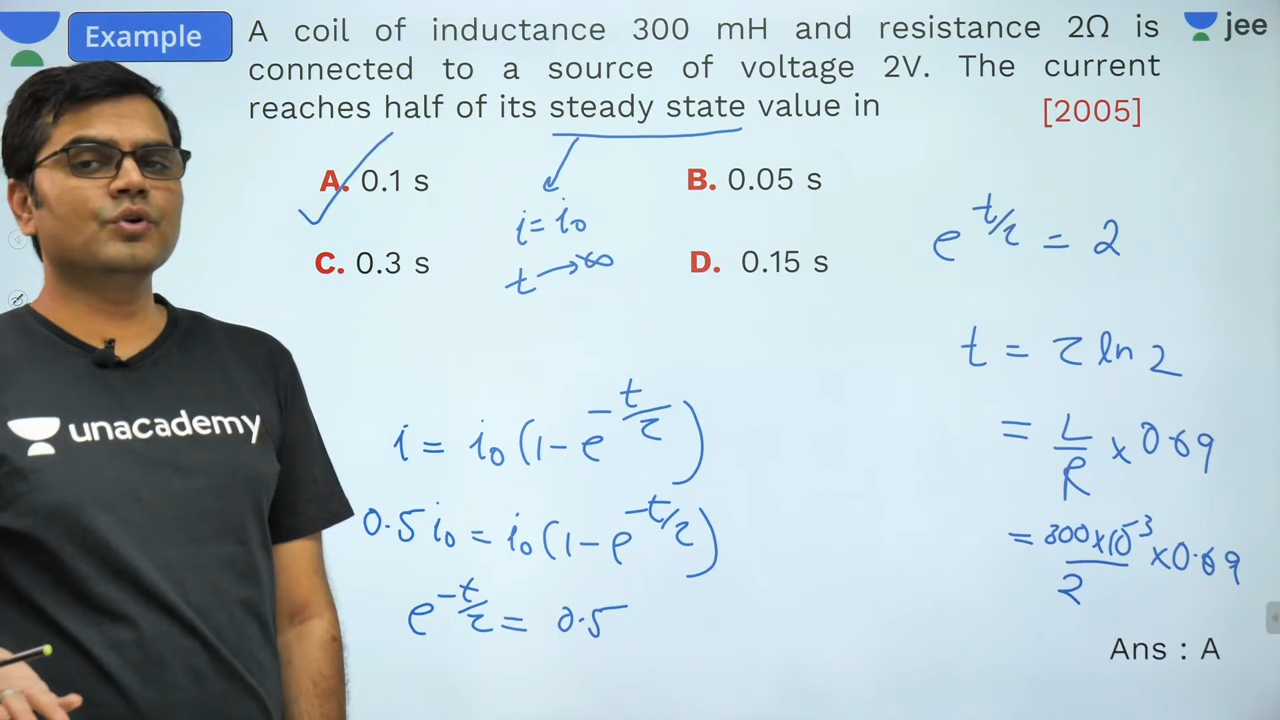 Example
A coil of inductance 300 mH and resistance 2Ω is
connected to a source of voltage 2V. The current
reaches half of its steady state value in
[2005]
jee
A. 0.1 s
B. 0.05 s
C. 0.3 s
D. 0.15 s
i = i₀
t → ∞
i = i₀(1 - e^{-t/τ})
0.5 i₀ = i₀(1 - e^{-t/τ})
e^{-t/τ} = 0.5
e^{t/τ} = 2
t = τ ln 2
= L/R × 0.69
= 300×10⁻³/2 × 0.69
Ans : A
unacademy